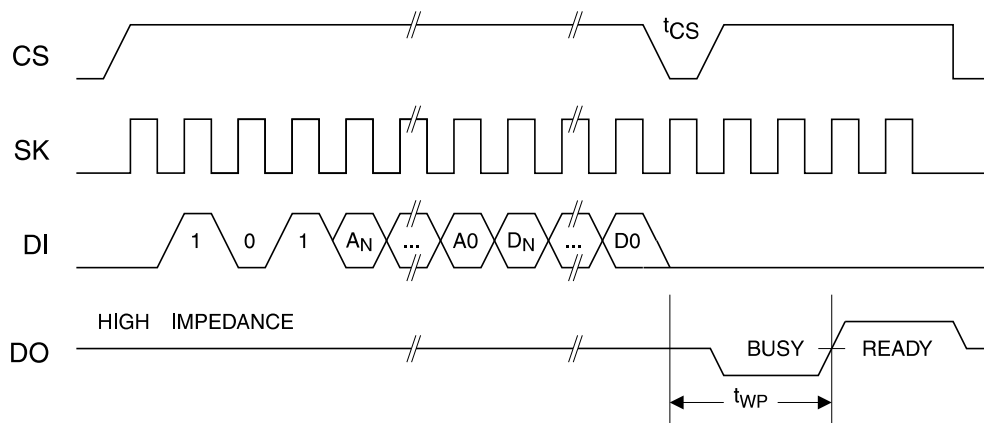 CS tCS
SK
DI 1 0 1 AN ... A0 DN ... D0
HIGH IMPEDANCE
DO BUSY READY
tWP